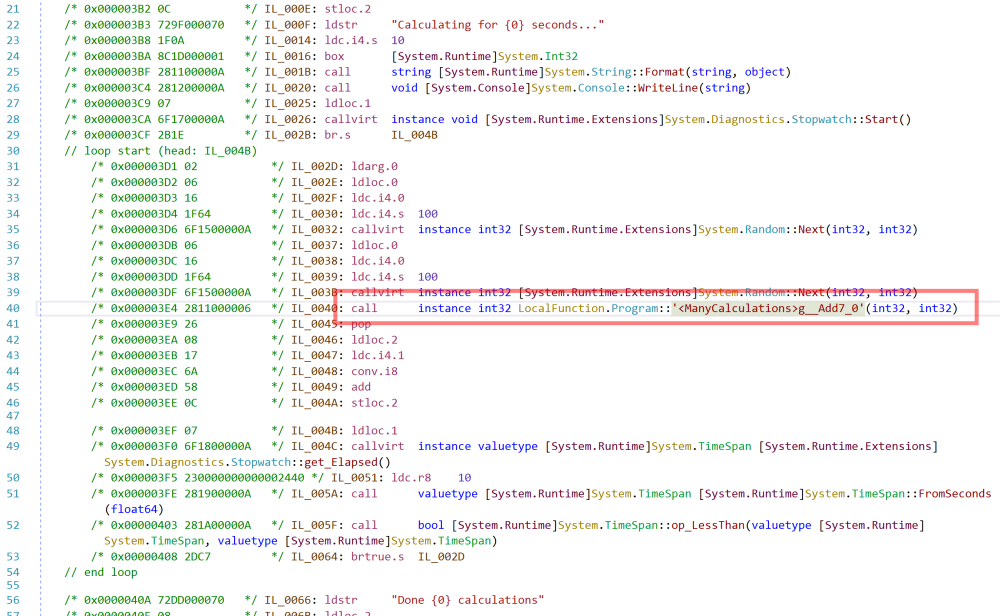 21 /* 0x000003B2 0C */ IL_000E: stloc.2
22 /* 0x000003B3 729F000070 */ IL_000F: ldstr "Calculating for {0} seconds..."
23 /* 0x000003B8 1F0A */ IL_0014: ldc.i4.s 10
24 /* 0x000003BA 8C1D000001 */ IL_0016: box [System.Runtime]System.Int32
25 /* 0x000003BF 281100000A */ IL_001B: call string [System.Runtime]System.String::Format(string, object)
26 /* 0x000003C4 281200000A */ IL_0020: call void [System.Console]System.Console::WriteLine(string)
27 /* 0x000003C9 07 */ IL_0025: ldloc.1
28 /* 0x000003CA 6F1700000A */ IL_0026: callvirt instance void [System.Runtime.Extensions]System.Diagnostics.Stopwatch::Start()
29 /* 0x000003CF 2B1E */ IL_002B: br.s IL_004B
30 // loop start (head: IL_004B)
31 /* 0x000003D1 02 */ IL_002D: ldarg.0
32 /* 0x000003D2 06 */ IL_002E: ldloc.0
33 /* 0x000003D3 16 */ IL_002F: ldc.i4.0
34 /* 0x000003D4 1F64 */ IL_0030: ldc.i4.s 100
35 /* 0x000003D6 6F1500000A */ IL_0032: callvirt instance int32 [System.Runtime.Extensions]System.Random::Next(int32, int32)
36 /* 0x000003DB 06 */ IL_0037: ldloc.0
37 /* 0x000003DC 16 */ IL_0038: ldc.i4.0
38 /* 0x000003DD 1F64 */ IL_0039: ldc.i4.s 100
39 /* 0x000003DF 6F1500000A */ IL_003B: callvirt instance int32 [System.Runtime.Extensions]System.Random::Next(int32, int32)
40 /* 0x000003E4 2811000006 */ IL_0040: call instance int32 LocalFunction.Program::'<ManyCalculations>g__Add7_0'(int32, int32)
41 /* 0x000003E9 26 */ IL_0045: pop
42 /* 0x000003EA 08 */ IL_0046: ldloc.2
43 /* 0x000003EB 17 */ IL_0047: ldc.i4.1
44 /* 0x000003EC 6A */ IL_0048: conv.i8
45 /* 0x000003ED 58 */ IL_0049: add
46 /* 0x000003EE 0C */ IL_004A: stloc.2
47
48 /* 0x000003EF 07 */ IL_004B: ldloc.1
49 /* 0x000003F0 6F1800000A */ IL_004C: callvirt instance valuetype [System.Runtime]System.TimeSpan [System.Runtime.Extensions]
System.Diagnostics.Stopwatch::get_Elapsed()
50 /* 0x000003F5 230000000000002440 */ IL_0051: ldc.r8 10
51 /* 0x000003FE 281900000A */ IL_005A: call valuetype [System.Runtime]System.TimeSpan [System.Runtime]System.TimeSpan::FromSeconds
(float64)
52 /* 0x00000403 281A00000A */ IL_005F: call bool [System.Runtime]System.TimeSpan::op_LessThan(valuetype [System.Runtime]
System.TimeSpan, valuetype [System.Runtime]System.TimeSpan)
53 /* 0x00000408 2DC7 */ IL_0064: brtrue.s IL_002D
54 // end loop
55
56 /* 0x0000040A 72DD000070 */ IL_0066: ldstr "Done {0} calculations"
57 /* 0x0000040F 08 */ IL_006B: ldloc.2